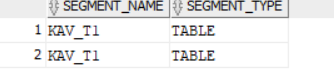 SEGMENT_NAME SEGMENT_TYPE
1 KAV_T1 TABLE
2 KAV_T1 TABLE